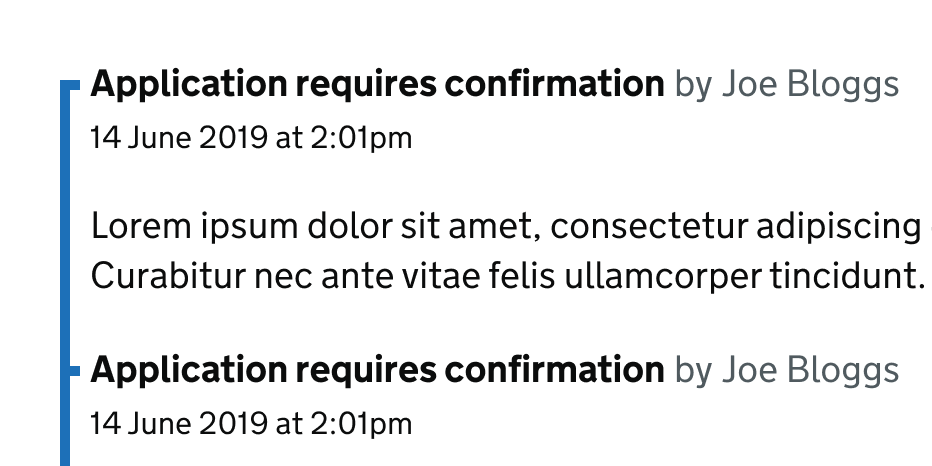 Application requires confirmation by Joe Bloggs
14 June 2019 at 2:01pm
Lorem ipsum dolor sit amet, consectetur adipiscing
Curabitur nec ante vitae felis ullamcorper tincidunt.
Application requires confirmation by Joe Bloggs
14 June 2019 at 2:01pm